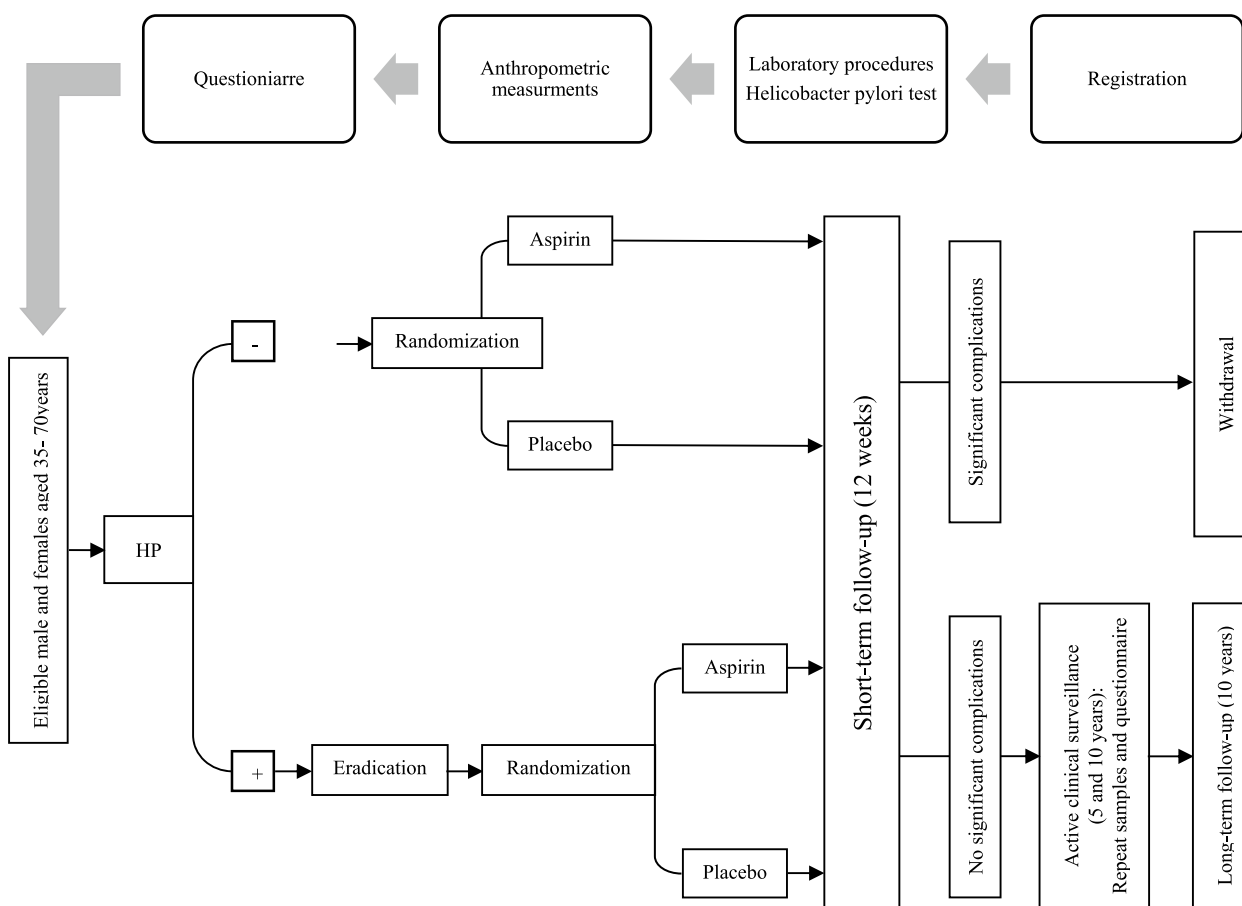 Questioniarre
Anthropometric
measurments
Laboratory procedures
Helicobacter pylori test
Registration
Eligible male and females aged 35- 70years
HP
-
Randomization
Aspirin
Placebo
+
Eradication
Randomization
Aspirin
Placebo
Short-term follow-up (12 weeks)
Significant complications
Withdrawal
No significant complications
Active clinical surveillance
(5 and 10 years):
Repeat samples and questionnaire
Long-term follow-up (10 years)